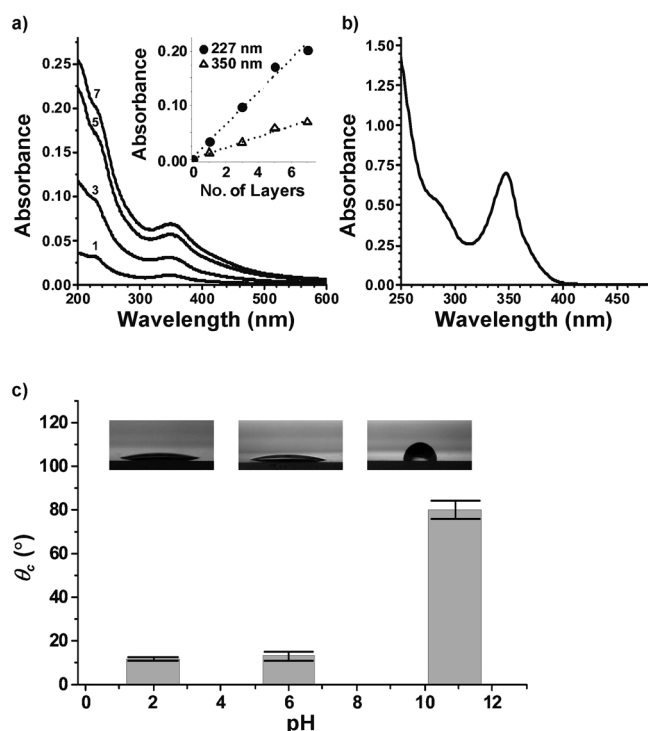 a)
0.25
0.20
0.15
0.10
0.05
0.00
Absorbance
200 300 400 500 600
Wavelength (nm)
7
5
3
1
● 227 nm
△ 350 nm
0.20
0.10
0.00
Absorbance
0 2 4 6
No. of Layers
b)
1.50
1.25
1.00
0.75
0.50
0.25
0.00
Absorbance
250 300 350 400 450
Wavelength (nm)
c)
120
100
80
60
40
20
0
θc (°)
0 2 4 6 8 10 12
pH